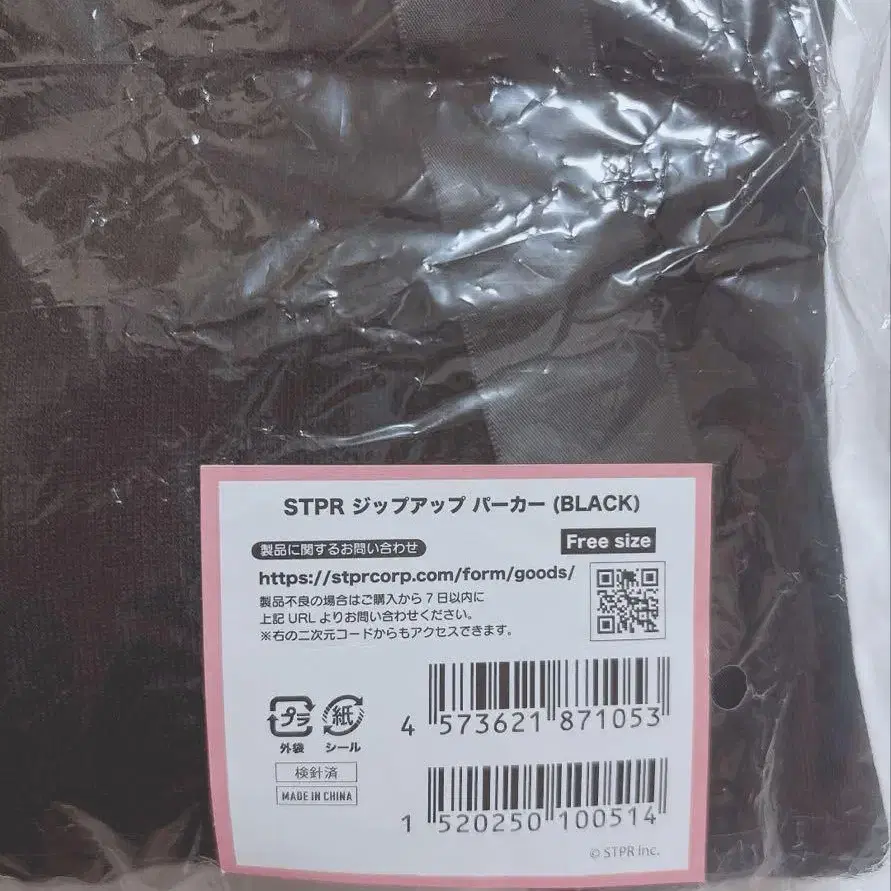 STPR ジップアップ パーカー (BLACK)
製品に関するお問い合わせ
Free size
https://stprcorp.com/form/goods/
製品不良の場合はご購入から7日以内に
上記URLよりお問い合わせください。
※右の二次元コードからもアクセスできます。
プラ
紙
外袋
シール
検針済
MADE IN CHINA
4 573621 871053
1 520250 100514
© STPR Inc.